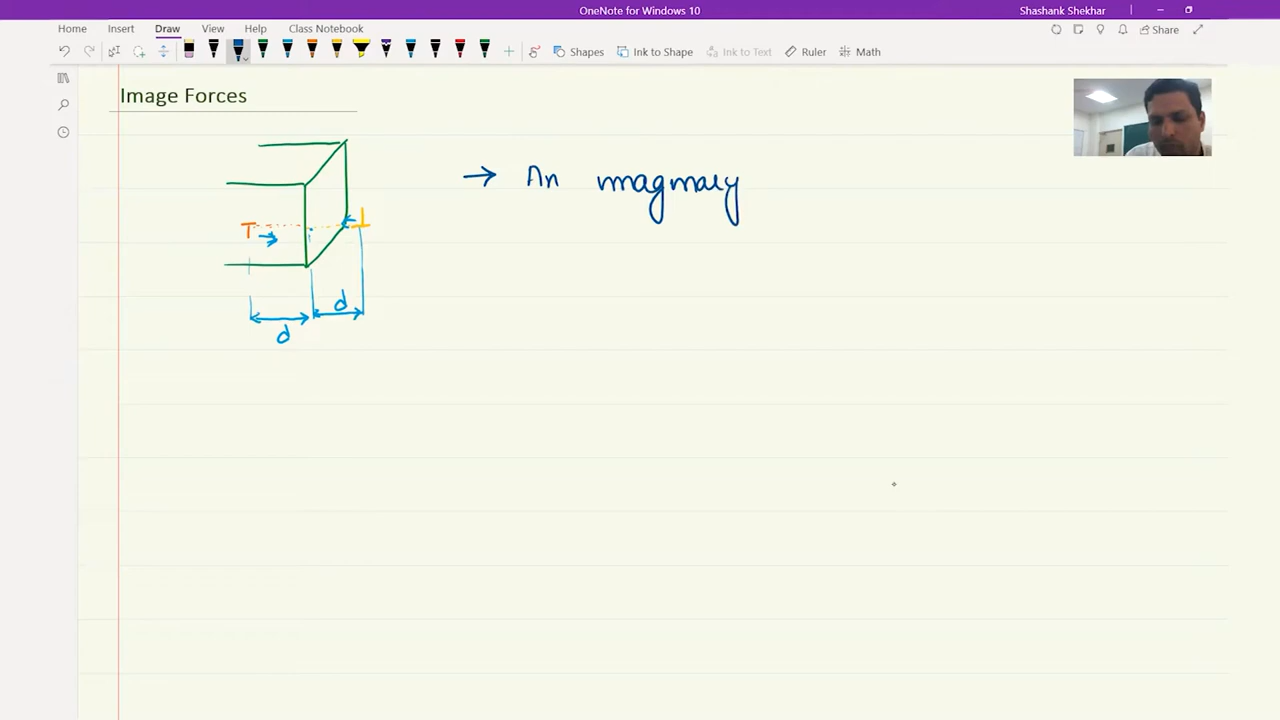 OneNote for Windows 10
Shashank Shekhar
Home Insert Draw View Help Class Notebook
Share
Shapes Ink to Shape Ink to Text Ruler Math
Image Forces
→ An imaginary
d
d